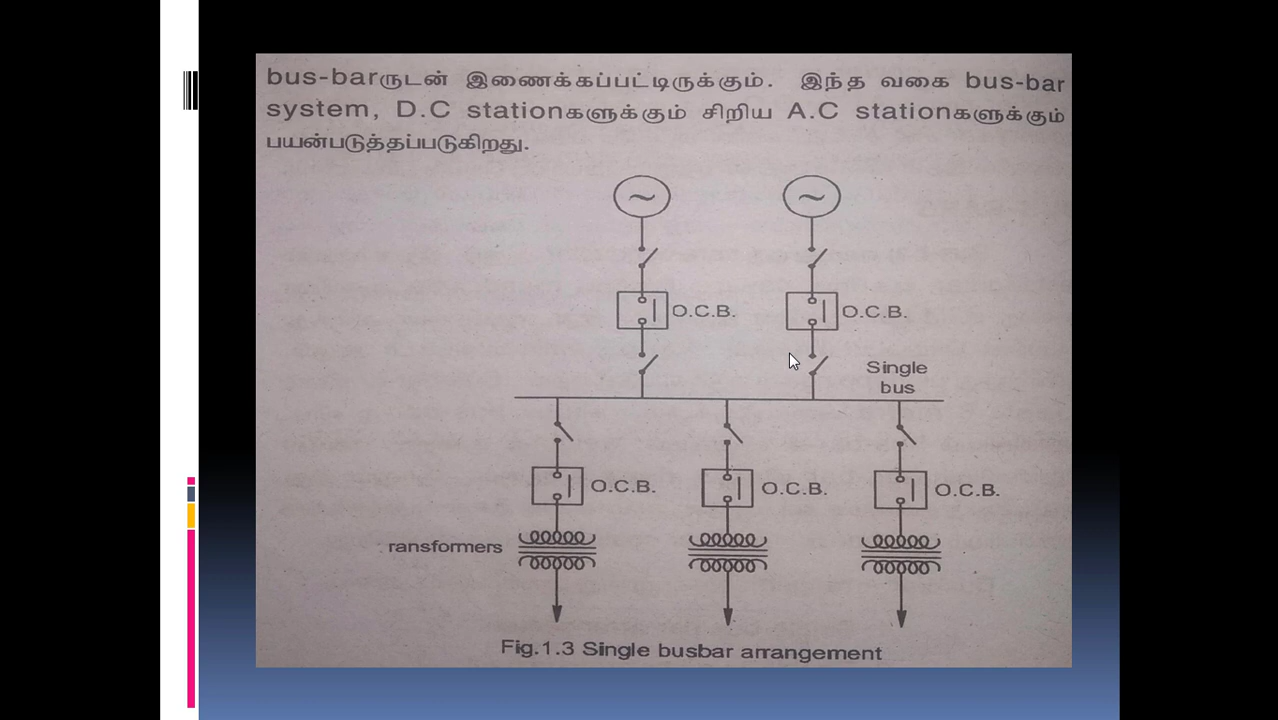 bus-barருடன் இணைக்கப்பட்டிருக்கும். இந்த வகை bus-bar
system, D.C stationகளுக்கும் சிறிய A.C stationகளுக்கும்
பயன்படுத்தப்படுகிறது.
O.C.B. O.C.B.
Single
bus
O.C.B. O.C.B. O.C.B.
ransformers
Fig.1.3 Single busbar arrangement